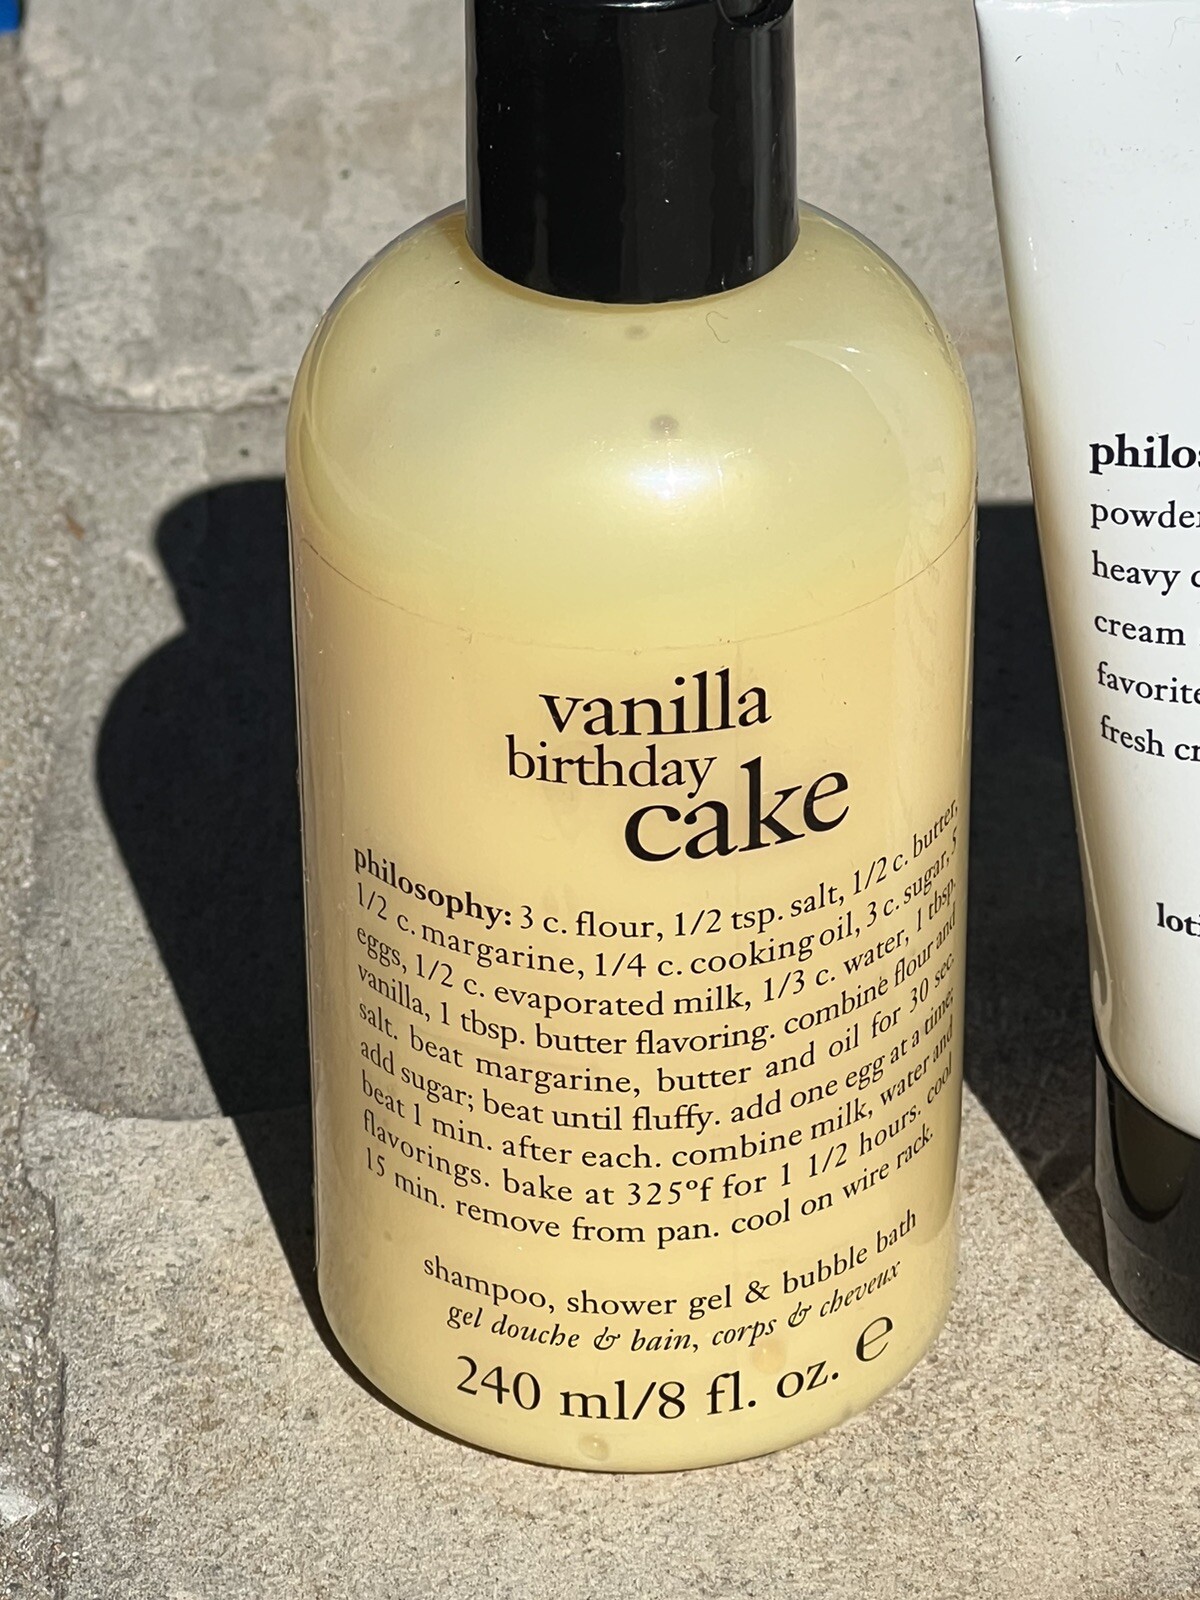 vanilla
birthday
cake
philosophy: 3 c. flour, 1/2 tsp. salt, 1/2 c. butter,
1/2 c. margarine, 1/4 c. cooking oil, 3 c. sugar, 5
eggs, 1/2 c. evaporated milk, 1/3 c. water, 1 tbsp.
vanilla, 1 tbsp. butter flavoring. combine flour and
salt. beat margarine, butter and oil for 30 sec.
add sugar; beat until fluffy. add one egg at a time;
beat 1 min. after each. combine milk, water and
flavorings. bake at 325°f for 1 1/2 hours. cool
15 min. remove from pan. cool on wire rack.
shampoo, shower gel & bubble bath
gel douche & bain, corps & cheveux
240 ml/8 fl. oz. e
philos
powder
heavy c
cream
favorite
fresh cr
loti